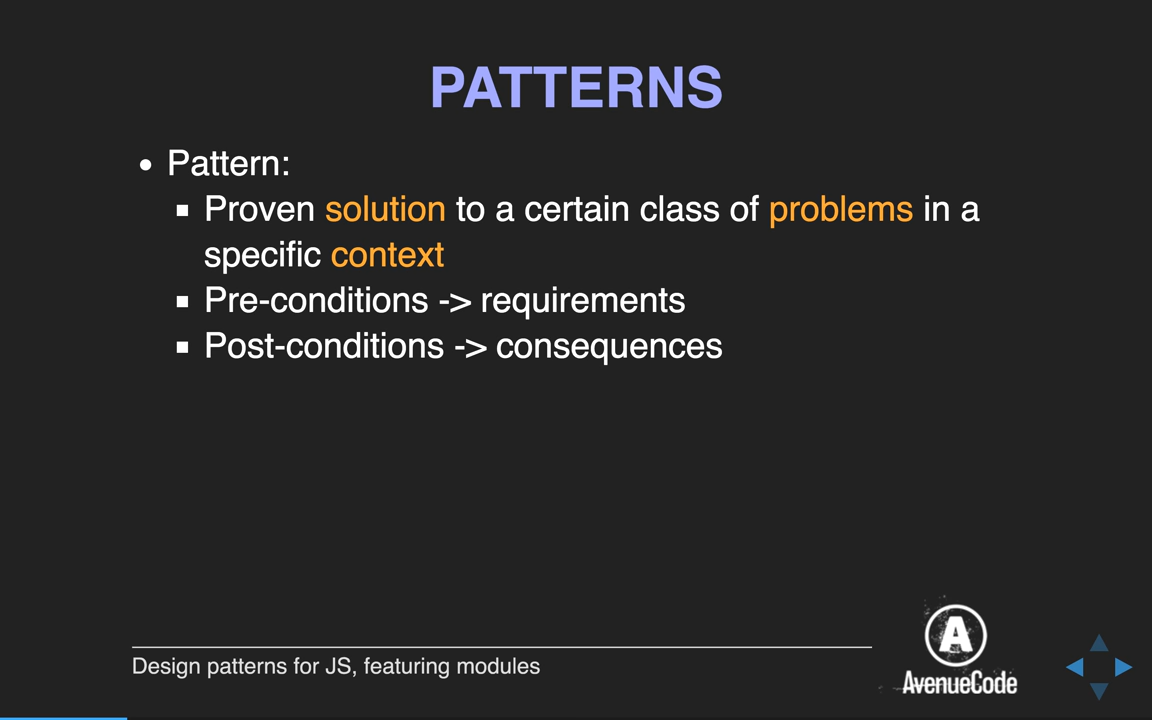 PATTERNS
• Pattern:
▪ Proven solution to a certain class of problems in a
specific context
▪ Pre-conditions -> requirements
▪ Post-conditions -> consequences
Design patterns for JS, featuring modules
A
AvenueCode